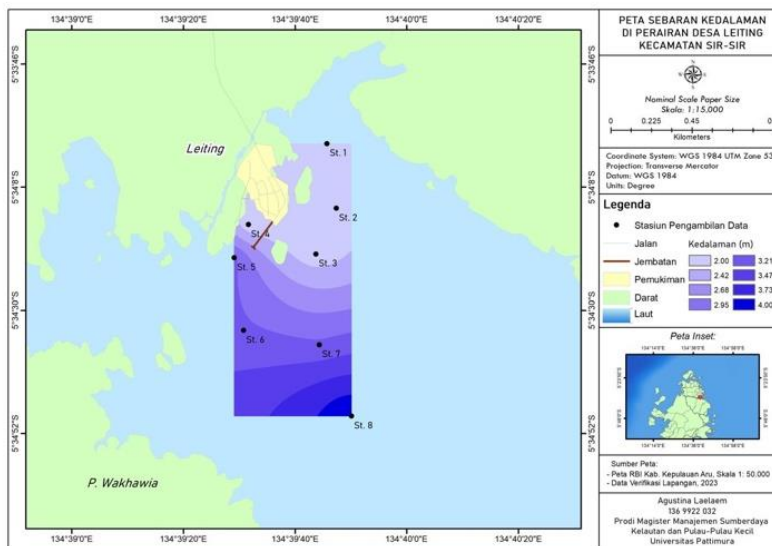 134°39'0"E 134°39'20"E 134°39'40"E 134°40'0"E 134°40'20"E
5°33'46"S
5°34'8"S
5°34'30"S
5°34'52"S
Leiting
St. 1
St. 2
St. 4
St. 3
St. 5
St. 6
St. 7
St. 8
P. Wakhawia
5°33'46"S
5°34'8"S
5°34'30"S
5°34'52"S
134°39'0"E 134°39'20"E 134°39'40"E 134°40'0"E 134°40'20"E
PETA SEBARAN KEDALAMAN
DI PERAIRAN DESA LEITING
KECAMATAN SIR-SIR
Nominal Scale Paper Size
Skala: 1:15.000
0 0.225 0.45
Kilometers
Coordinate System: WGS 1984 UTM Zone 53
Projection: Transverse Mercator
Datum: WGS 1984
Units: Degree
Legenda
Stasiun Pengambilan Data
Jalan
Jembatan
Pemukiman
Darat
Laut
Kedalaman (m)
2.00 3.21
2.42 3.47
2.68 3.73
2.95 4.00
Peta Inset:
Sumber Peta:
- Peta RBI Kab. Kepulauan Aru, Skala 1: 50.000
- Data Verifikasi Lapangan, 2023
Agustina Laelaem
136 9922 032
Prodi Magister Manajemen Sumberdaya
Kelautan dan Pulau-Pulau Kecil
Universitas Pattimura